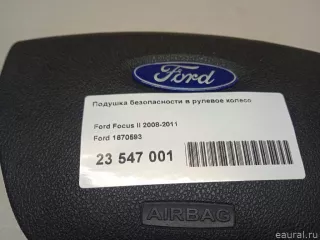 Ford
Подушка безопасности в рулевое колесо
Ford Focus II 2008-2011
Ford 1670593
23 547 001
AIRBAG
© eaural.ru